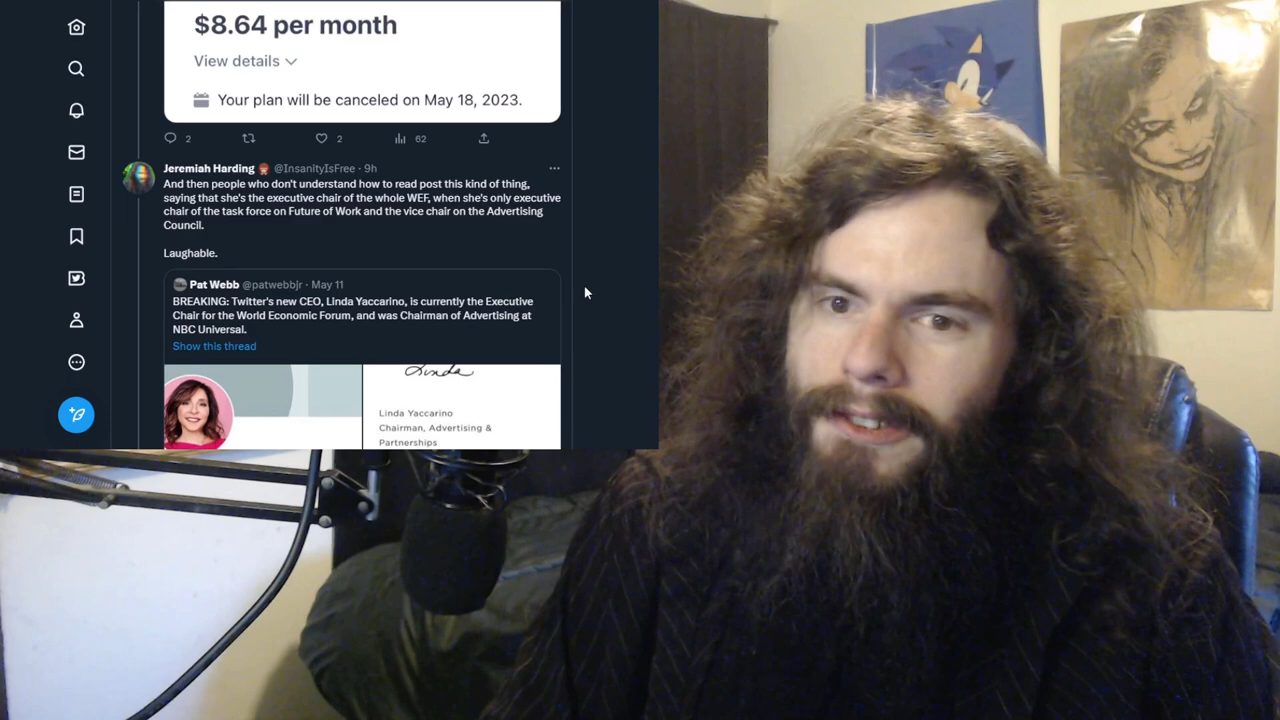 $8.64 per month
View details
Your plan will be canceled on May 18, 2023.
2
2
62
Jeremiah Harding @InsanityIsFree · 9h
And then people who don't understand how to read post this kind of thing,
saying that she's the executive chair of the whole WEF, when she's only executive
chair of the task force on Future of Work and the vice chair on the Advertising
Council.
Laughable.
Pat Webb @patwebbjr · May 11
BREAKING: Twitter's new CEO, Linda Yaccarino, is currently the Executive
Chair for the World Economic Forum, and was Chairman of Advertising at
NBC Universal.
Show this thread
Linda
Linda Yaccarino
Chairman, Advertising &
Partnerships